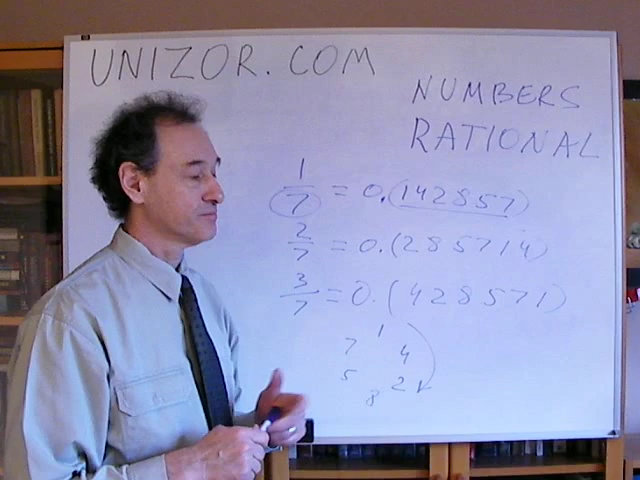 UNIZOR.COM
NUMBERS
RATIONAL
1/7 = 0.(142857)
2/7 = 0.(285714)
3/7 = 0.(428571)
1
7 4
5 2
8